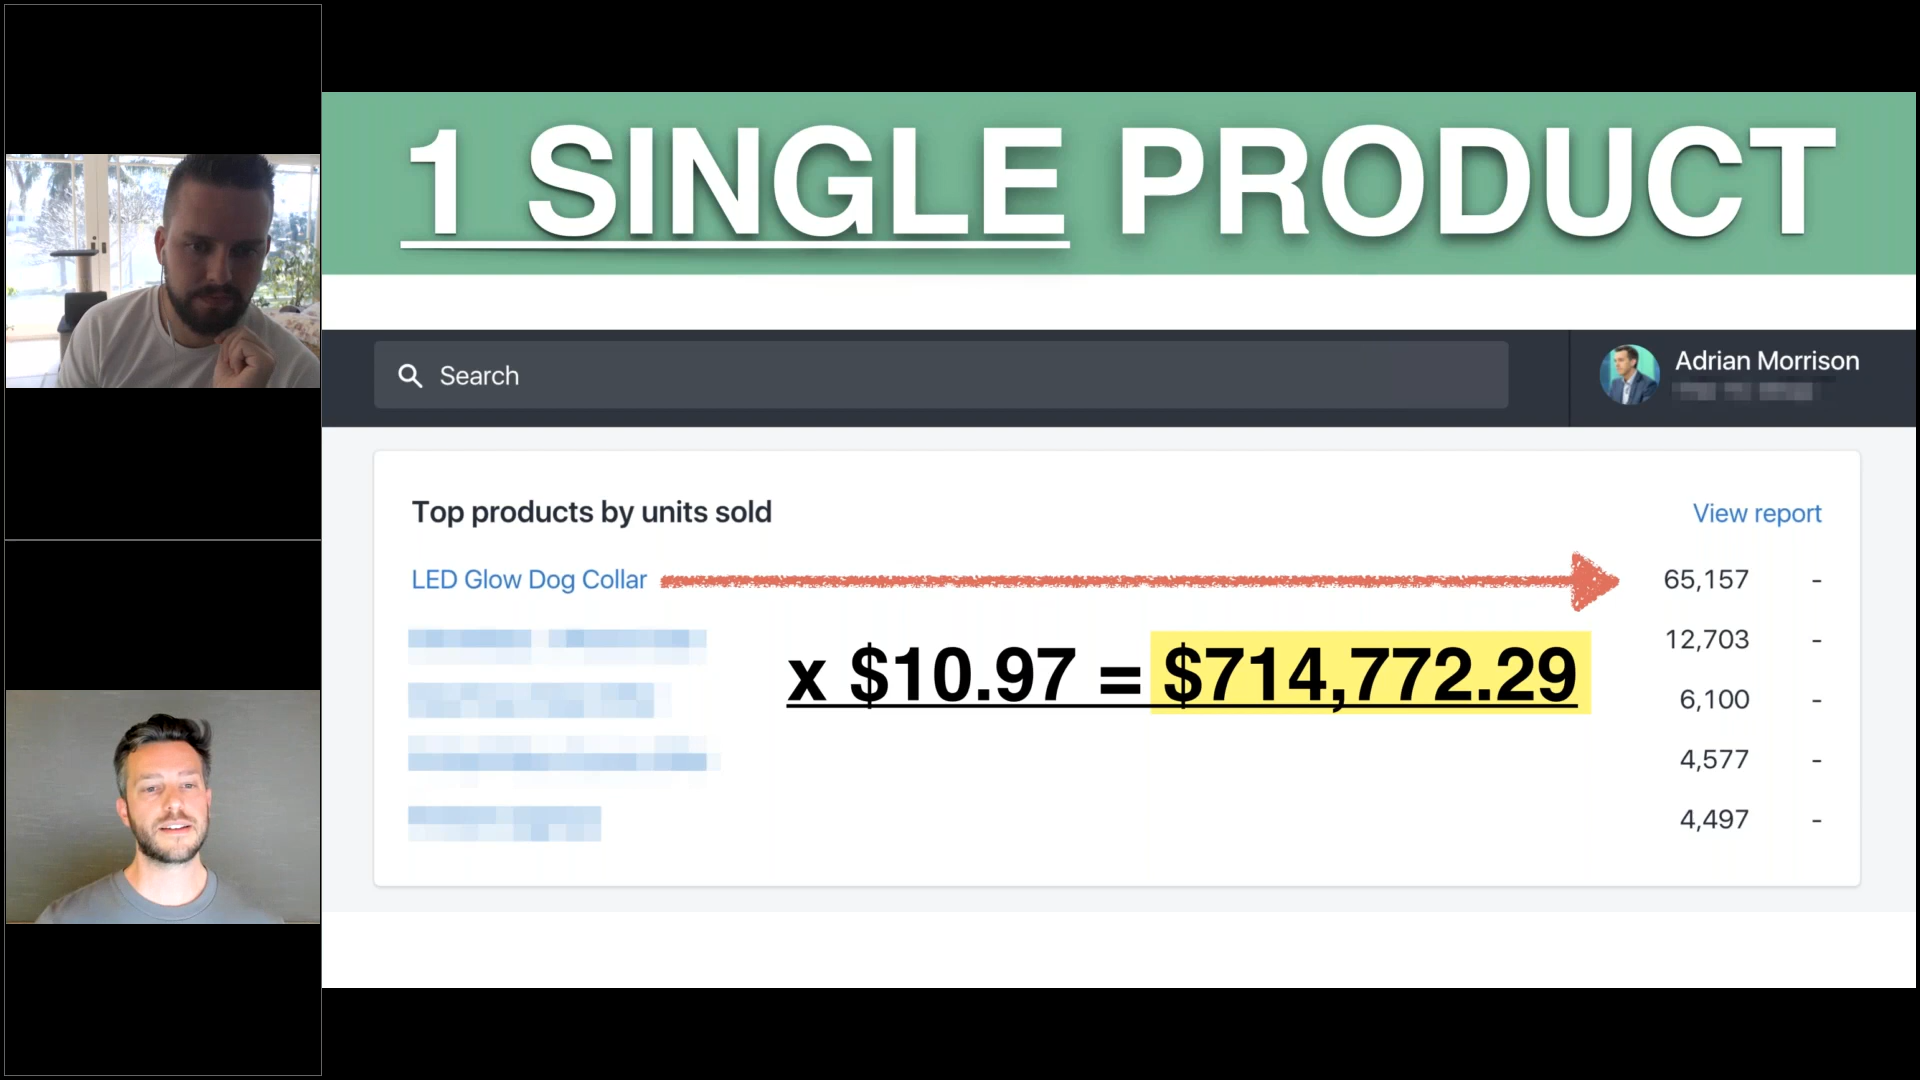 1 SINGLE PRODUCT
Search
Adrian Morrison
Top products by units sold
View report
LED Glow Dog Collar
65,157 -
12,703 -
x $10.97 = $714,772.29
6,100 -
4,577 -
4,497 -